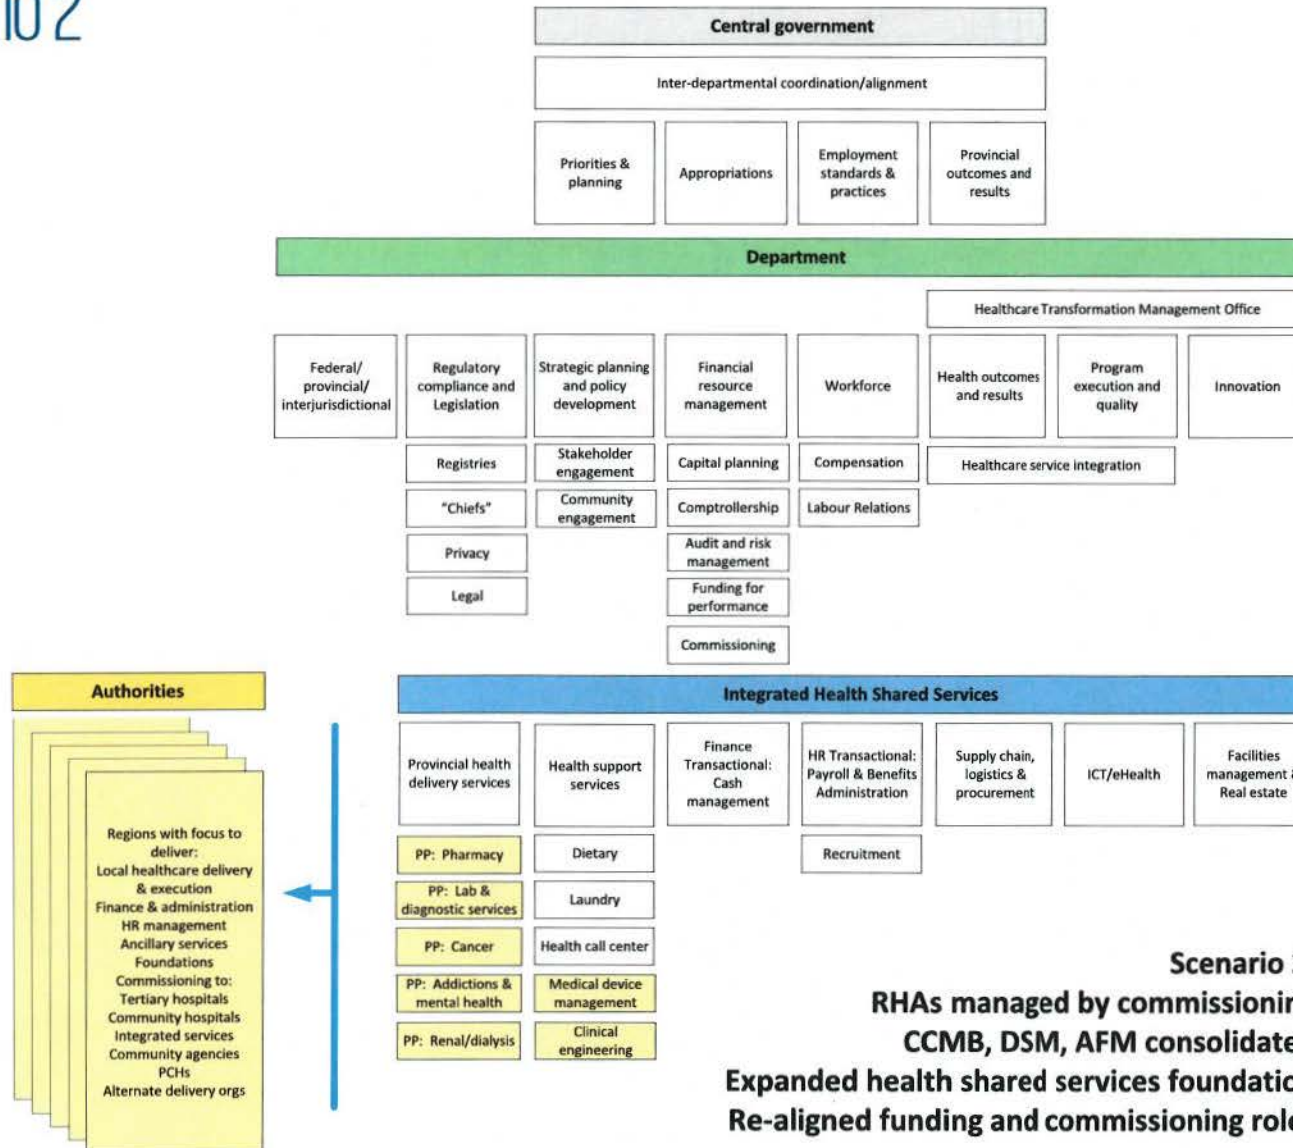 io 2
Central government
Inter-departmental coordination/alignment
Priorities &
planning
Appropriations
Employment
standards &
practices
Provincial
outcomes and
results
Department
Healthcare Transformation Management Office
Federal/
provincial/
interjurisdictional
Regulatory
compliance and
Legislation
Strategic planning
and policy
development
Financial
resource
management
Workforce
Health outcomes
and results
Program
execution and
quality
Innovation
Registries
"Chiefs"
Privacy
Legal
Stakeholder
engagement
Community
engagement
Capital planning
Comptrollership
Audit and risk
management
Funding for
performance
Commissioning
Compensation
Labour Relations
Healthcare service integration
Authorities
Regions with focus to
deliver:
Local healthcare delivery
& execution
Finance & administration
HR management
Ancillary services
Foundations
Commissioning to:
Tertiary hospitals
Community hospitals
Integrated services
Community agencies
PCHs
Alternate delivery orgs
Integrated Health Shared Services
Provincial health
delivery services
Health support
services
Finance
Transactional:
Cash
management
HR Transactional:
Payroll & Benefits
Administration
Supply chain,
logistics &
procurement
ICT/eHealth
Facilities
management &
Real estate
PP: Pharmacy
PP: Lab &
diagnostic services
PP: Cancer
PP: Addictions &
mental health
PP: Renal/dialysis
Dietary
Laundry
Health call center
Medical device
management
Clinical
engineering
Recruitment
Scenario
RHAs managed by commissionin
CCMB, DSM, AFM consolidate
Expanded health shared services foundatio
Re-aligned funding and commissioning role